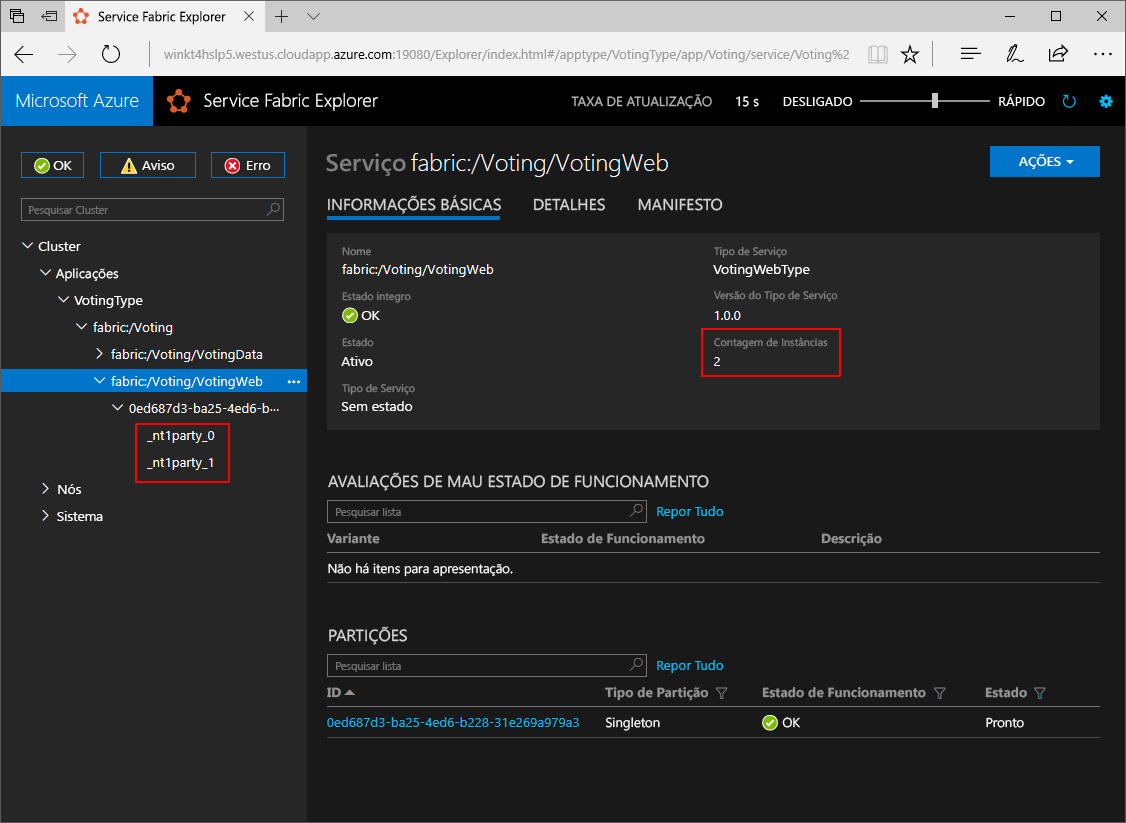 Service Fabric Explorer
winkt4hslp5.westus.cloudapp.azure.com:19080/Explorer/index.html#/apptype/VotingType/app/Voting/service/Voting%2
Microsoft Azure
Service Fabric Explorer
TAXA DE ATUALIZAÇÃO 15 s DESLIGADO RÁPIDO
OK Aviso Erro
Pesquisar Cluster
Cluster
Aplicações
VotingType
fabric:/Voting
fabric:/Voting/VotingData
fabric:/Voting/VotingWeb ...
0ed687d3-ba25-4ed6-b...
_nt1party_0
_nt1party_1
Nós
Sistema
Serviço fabric:/Voting/VotingWeb
AÇÕES
INFORMAÇÕES BÁSICAS DETALHES MANIFESTO
Nome
fabric:/Voting/VotingWeb
Estado íntegro
OK
Estado
Ativo
Tipo de Serviço
Sem estado
Tipo de Serviço
VotingWebType
Versão do Tipo de Serviço
1.0.0
Contagem de Instâncias
2
AVALIAÇÕES DE MAU ESTADO DE FUNCIONAMENTO
Pesquisar lista Repor Tudo
Variante Estado de Funcionamento Descrição
Não há itens para apresentação.
PARTIÇÕES
Pesquisar lista Repor Tudo
ID Tipo de Partição Estado de Funcionamento Estado
0ed687d3-ba25-4ed6-b228-31e269a979a3 Singleton OK Pronto